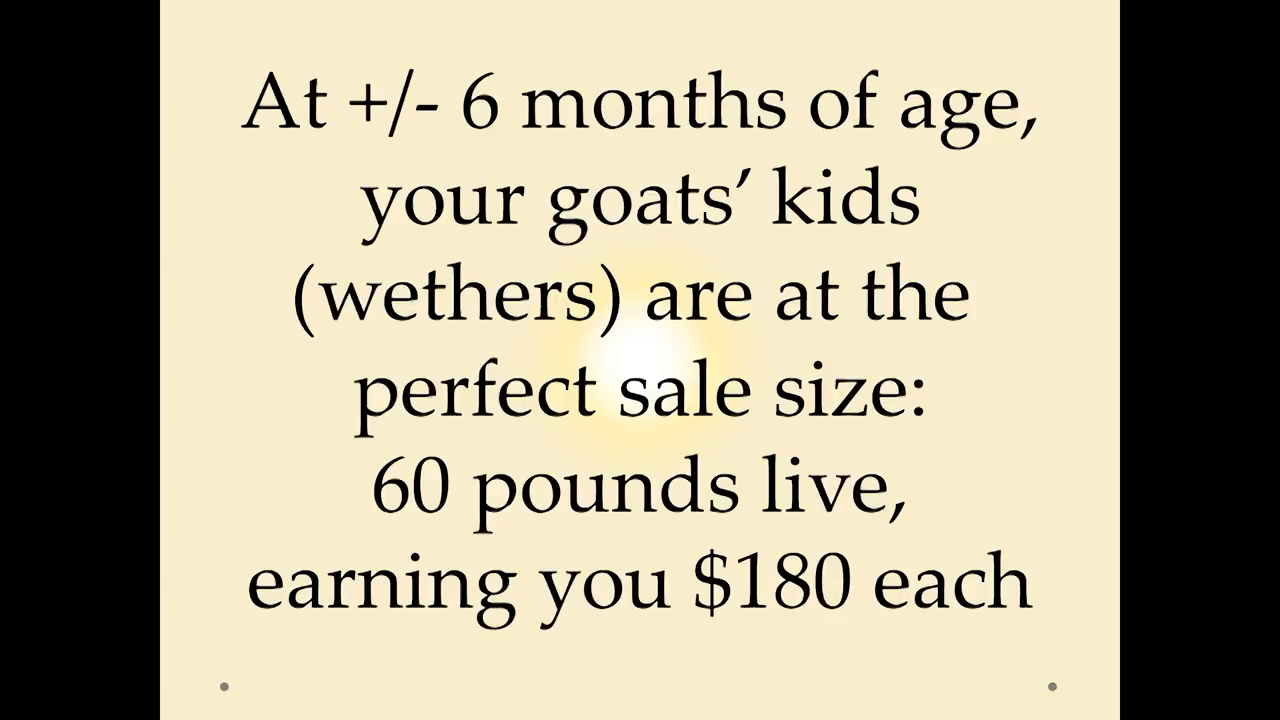 At +/- 6 months of age,
your goats’ kids
(wethers) are at the
perfect sale size:
60 pounds live,
earning you $180 each